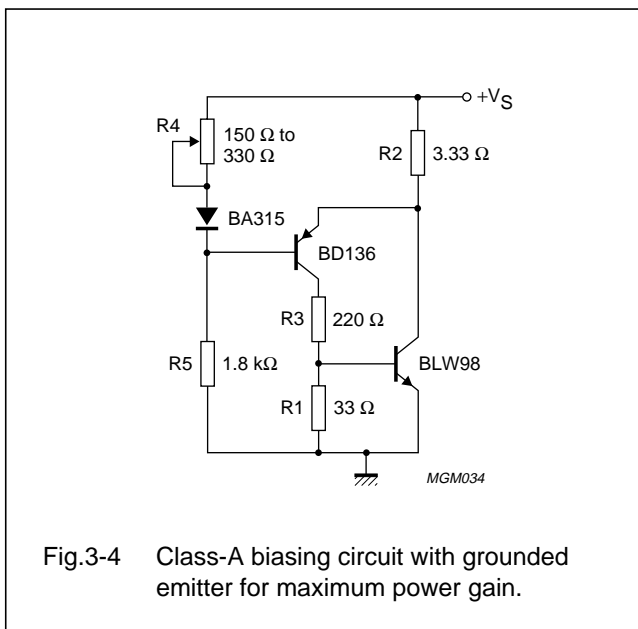 +VS
R4
150 Ω to
330 Ω
R2
3.33 Ω
BA315
BD136
R3
220 Ω
R5
1.8 kΩ
BLW98
R1
33 Ω
MGM034
Fig.3-4 Class-A biasing circuit with grounded
emitter for maximum power gain.